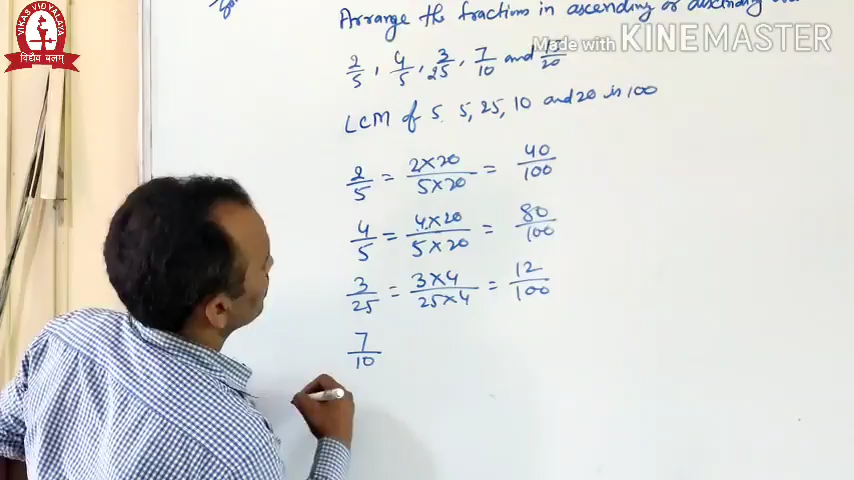 VIKAS VIDYALAYA
विद्यैव बलम्
Made with KINEMASTER
Arrange the fractions in ascending or descending
2/5, 4/5, 3/25, 7/10 and /20
LCM of 5 5, 25, 10 and 20 is 100
2/5 = 2×20/5×20 = 40/100
4/5 = 4×20/5×20 = 80/100
3/25 = 3×4/25×4 = 12/100
7/10